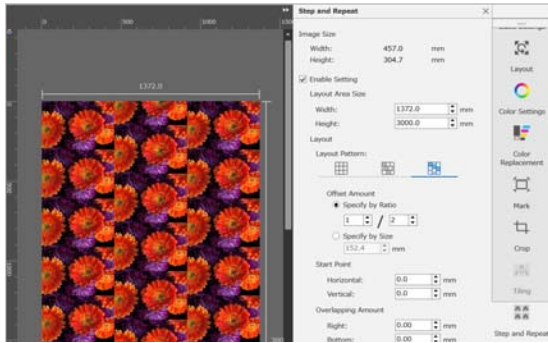 0
500
1000
1372.0
Step and Repeat
Image Size
Width: 457.0 mm
Height: 304.7 mm
Enable Setting
Layout Area Size
Width: 1372.0 mm
Height: 3000.0 mm
Layout
Layout Pattern:
Offset Amount
Specify by Ratio
1 / 2
Specify by Size
152.4 mm
Start Point
Horizontal: 0.0 mm
Vertical: 0.0 mm
Overlapping Amount
Right: 0.00 mm
Bottom: 0.00 mm
Layout
Color Settings
Color
Replacement
Mark
Crop
Tiling
Step and Repeat